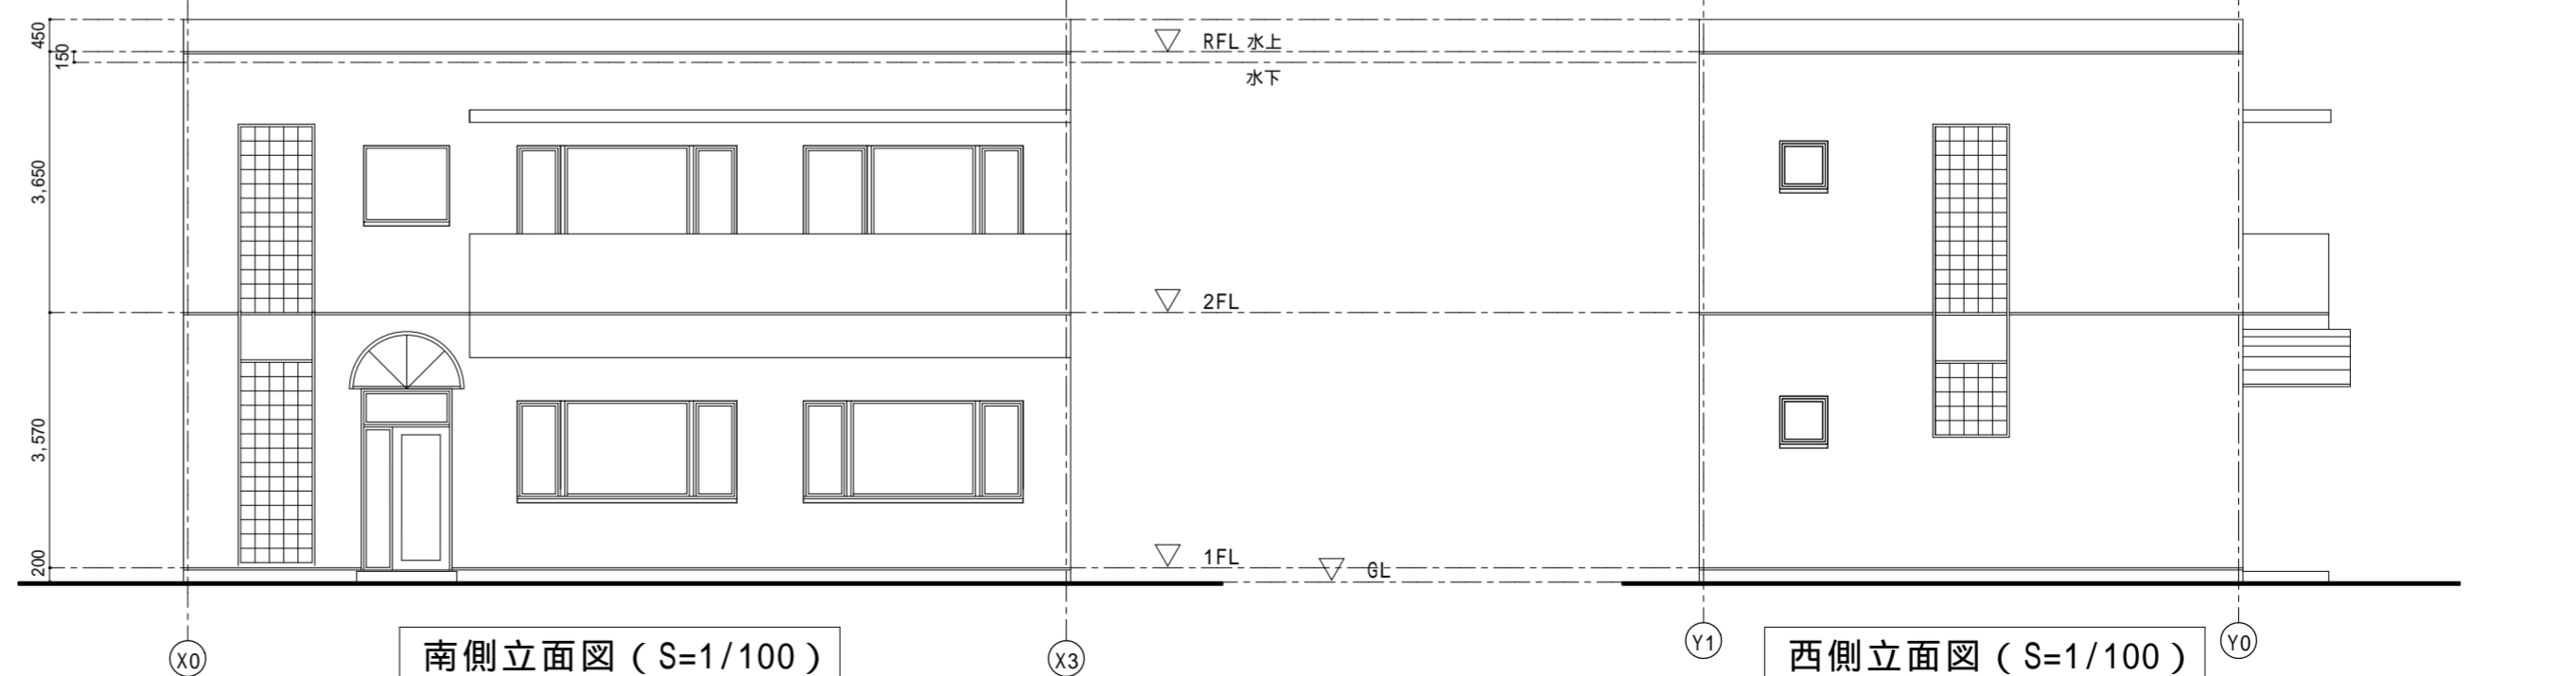 450
150
3,650
3,570
200
RFL 水上
水下
2FL
1FL
GL
X0
南側立面図(S=1/100)
X3
Y1
西側立面図(S=1/100)
Y0